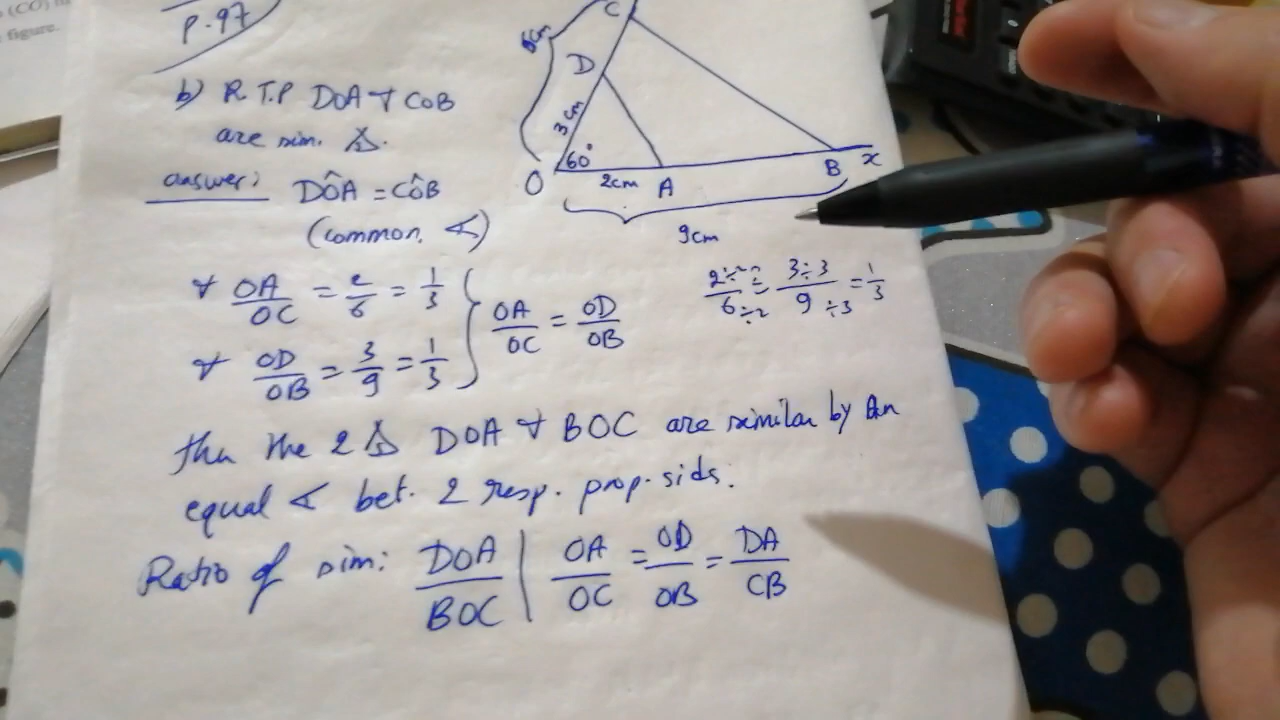 (CO)
figure.
P.97
b) R.T.P DOA & COB
are sim. Δs.
answer: DÔA = CÔB
(common. ∢)
& OA/OC = 2/6 = 1/3
& OD/OB = 3/9 = 1/3
OA/OC = OD/OB
then the 2 Δs DOA & BOC are similar by An
equal ∢ bet. 2 resp. prop. sids.
Ratio of sim: DOA/BOC | OA/OC = OD/OB = DA/CB
C
6cm
D
3cm
60°
O
2cm
A
B
x
9cm
2÷2/6÷2 = 3÷3/9÷3 = 1/3